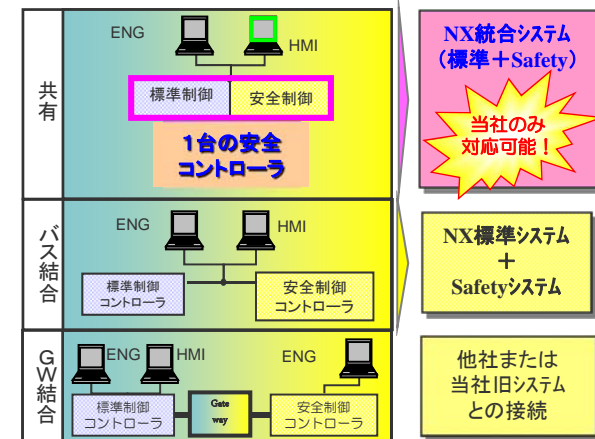 共有
ENG
HMI
標準制御
安全制御
1台の安全
コントローラ
NX統合システム
(標準+Safety)
当社のみ
対応可能!
バス結合
ENG
HMI
標準制御
コントローラ
安全制御
コントローラ
NX標準システム
+
Safetyシステム
GW結合
ENG
HMI
ENG
標準制御
コントローラ
Gate
way
安全制御
コントローラ
他社または
当社旧システム
との接続